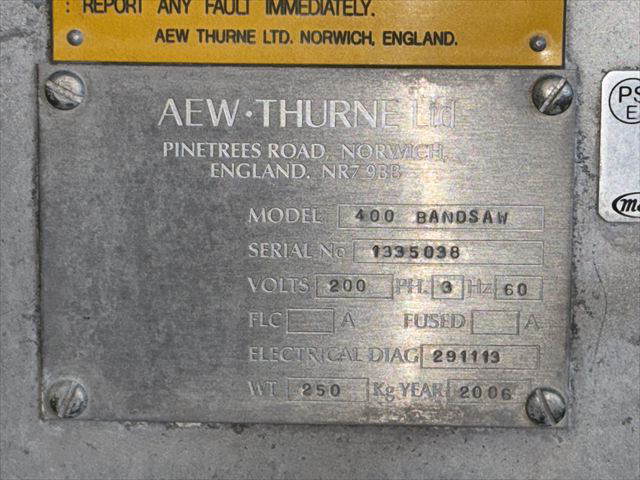 : REPORT ANY FAULT IMMEDIATELY.
AEW THURNE LTD. NORWICH, ENGLAND.
AEW·THURNE Ltd
PINETREES ROAD, NORWICH,
ENGLAND. NR7 9BB
MODEL 400 BANDSAW
SERIAL No 1335038
VOLTS 200 PH. 3 Hz 60
FLC A FUSED A
ELECTRICAL DIAG 291113
WT 250 Kg YEAR 2006
PS
E